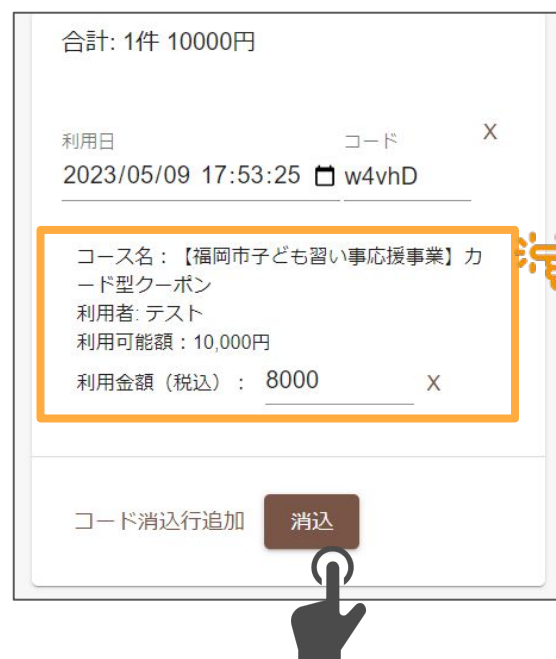 合計: 1件 10000円
利用日 コード X
2023/05/09 17:53:25 w4vhD
コース名：【福岡市子ども習い事応援事業】カ
ード型クーポン
利用者: テスト
利用可能額：10,000円
利用金額（税込）： 8000 X
コード消込行追加 消込